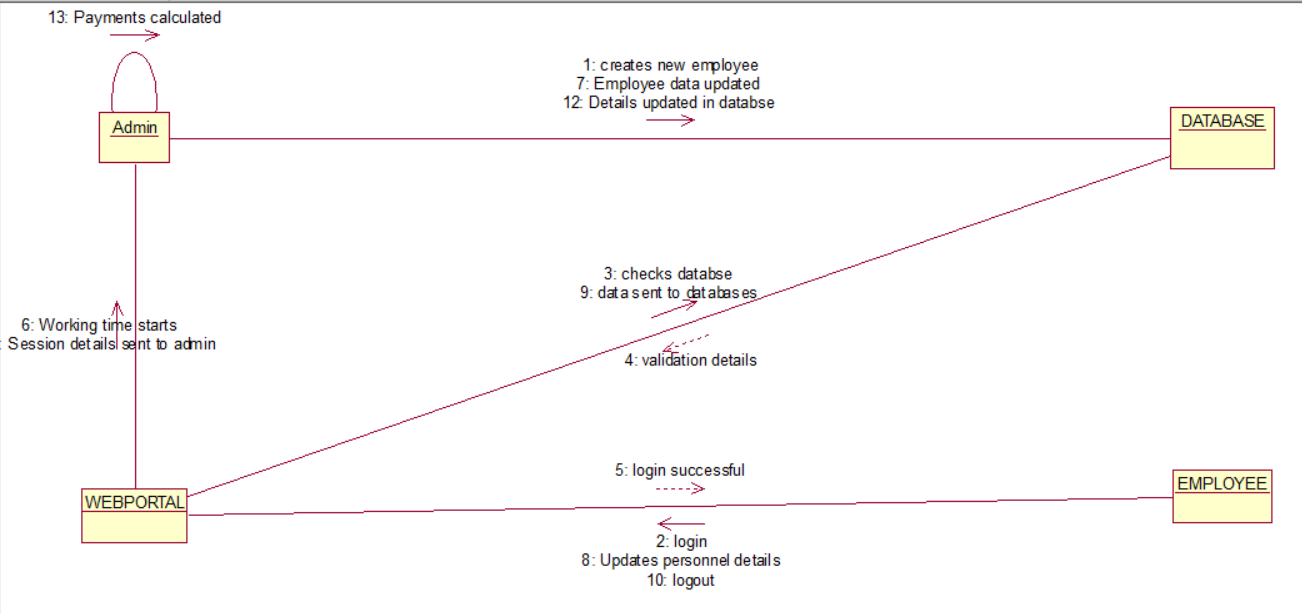 13: Payments calculated
1: creates new employee
7: Employee data updated
12: Details updated in databse
Admin
DATABASE
3: checks databse
9: data sent to databases
6: Working time starts
: Session details sent to admin
4: validation details
5: login successful
WEBPORTAL
EMPLOYEE
2: login
8: Updates personnel details
10: logout